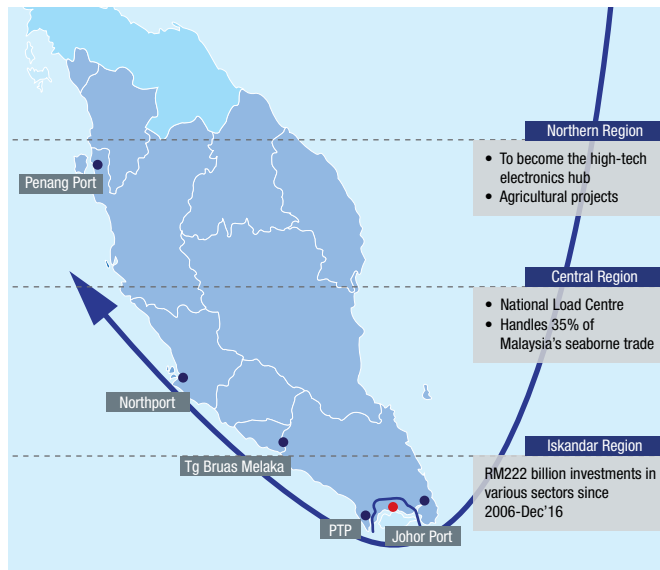 Northern Region
• To become the high-tech
electronics hub
• Agricultural projects
Penang Port
Central Region
• National Load Centre
• Handles 35% of
Malaysia's seaborne trade
Northport
Iskandar Region
Tg Bruas Melaka
RM222 billion investments in
various sectors since
2006-Dec'16
PTP
Johor Port